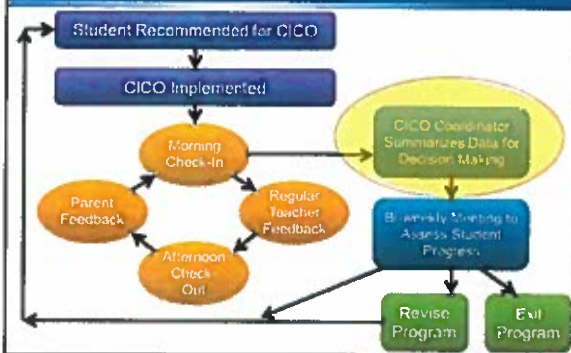 Student Recommended for CICO
CICO Implemented
Morning
Check-In
CICO Coordinator
Summarizes Data for
Decision Making
Parent
Feedback
Regular
Teacher
Feedback
Afternoon
Check-
Out
Bi-weekly Meeting to
Assess Student
Progress
Revise
Program
Exit
Program